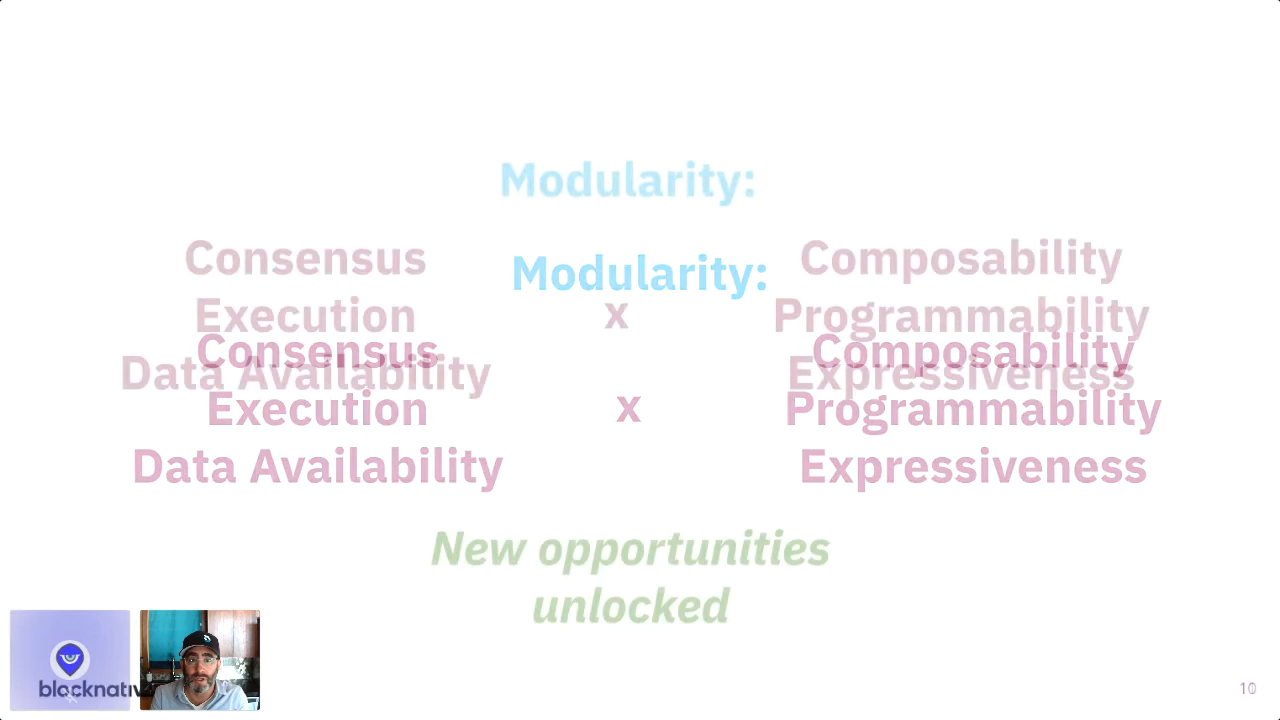 Modularity:
Consensus
Execution
Data Availability
x
Composability
Programmability
Expressiveness
Modularity:
Consensus
Execution
Data Availability
x
Composability
Programmability
Expressiveness
New opportunities
unlocked